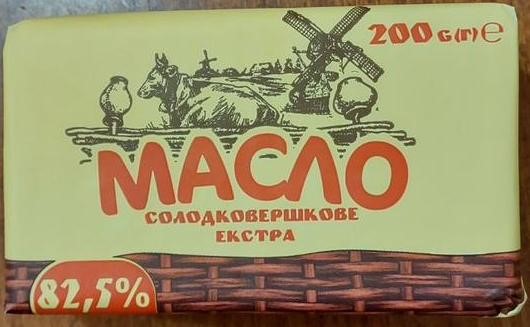 200 G(Г)℮
МАСЛО
СОЛОДКОВЕРШКОВЕ
ЕКСТРА
82,5%